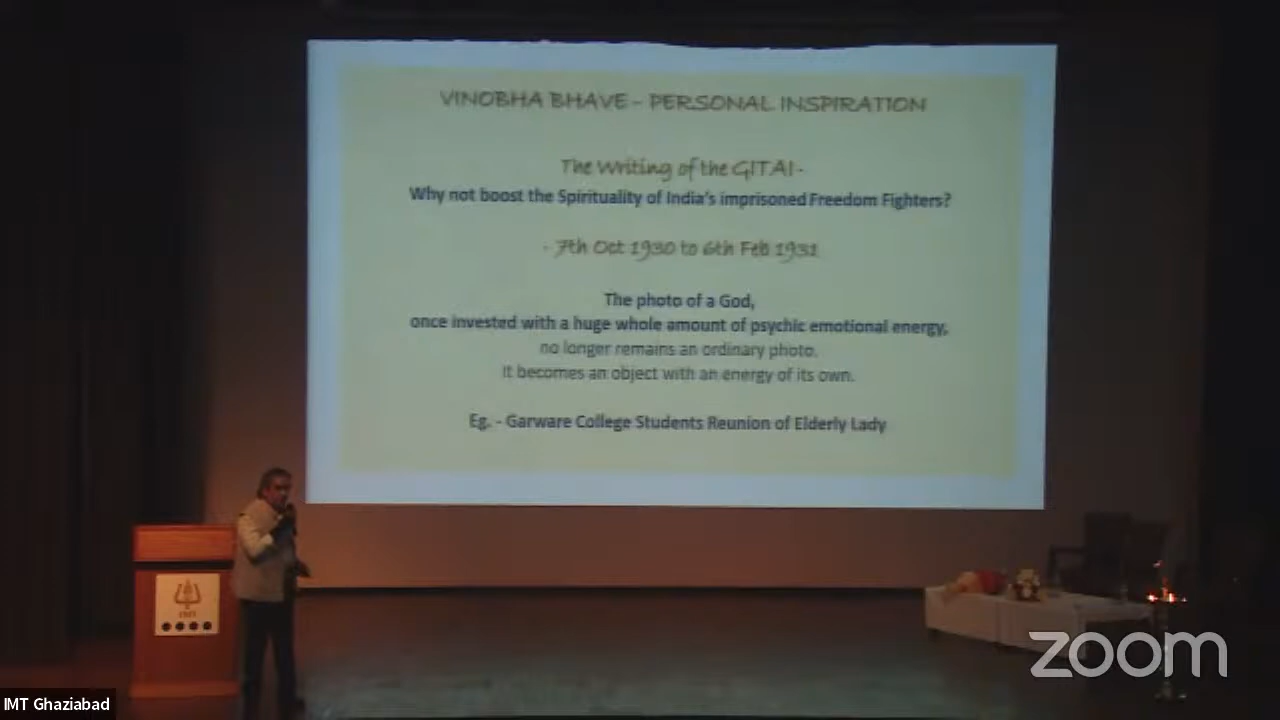 VINOBHA BHAVE - PERSONAL INSPIRATION
The Writing of the GITAI -
Why not boost the Spirituality of India's imprisoned Freedom Fighters?
- 7th Oct 1930 to 6th Feb 1931
The photo of a God,
once invested with a huge whole amount of psychic emotional energy,
no longer remains an ordinary photo.
It becomes an object with an energy of its own.
Eg. - Garware College Students Reunion of Elderly Lady
zoom
IMT Ghaziabad